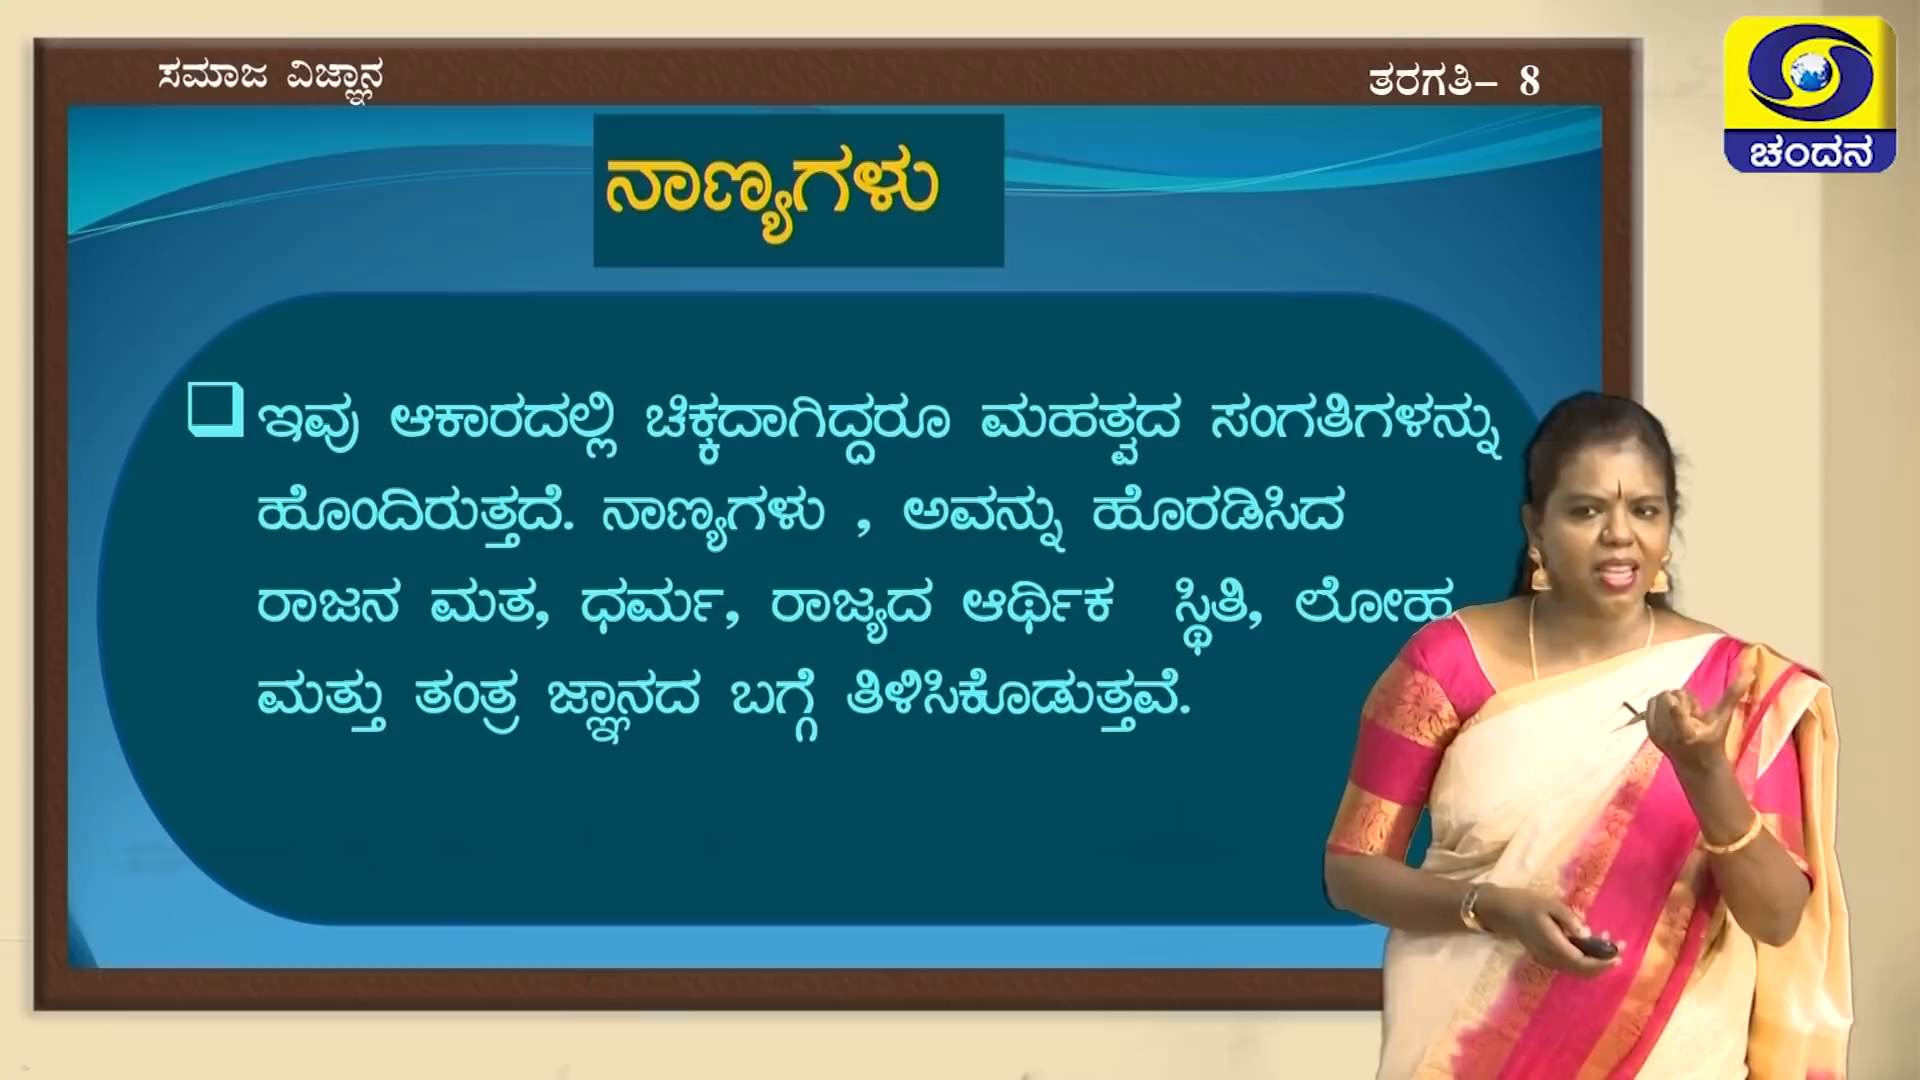 ಸಮಾಜ ವಿಜ್ಞಾನ
ತರಗತಿ– 8
ಚಂದನ
ನಾಣ್ಯಗಳು
ಇವು ಆಕಾರದಲ್ಲಿ ಚಿಕ್ಕದಾಗಿದ್ದರೂ ಮಹತ್ವದ ಸಂಗತಿಗಳನ್ನು
ಹೊಂದಿರುತ್ತದೆ. ನಾಣ್ಯಗಳು , ಅವನ್ನು ಹೊರಡಿಸಿದ
ರಾಜನ ಮತ, ಧರ್ಮ, ರಾಜ್ಯದ ಆರ್ಥಿಕ ಸ್ಥಿತಿ, ಲೋಹ
ಮತ್ತು ತಂತ್ರ ಜ್ಞಾನದ ಬಗ್ಗೆ ತಿಳಿಸಿಕೊಡುತ್ತವೆ.